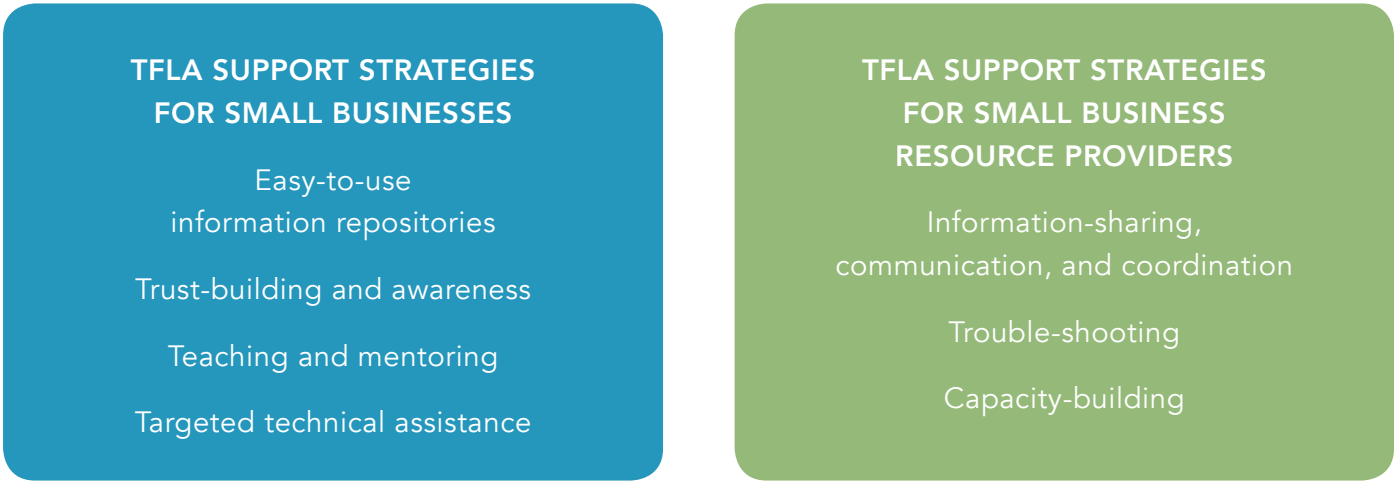 TFLA SUPPORT STRATEGIES
FOR SMALL BUSINESSES
Easy-to-use
information repositories
Trust-building and awareness
Teaching and mentoring
Targeted technical assistance
TFLA SUPPORT STRATEGIES
FOR SMALL BUSINESS
RESOURCE PROVIDERS
Information-sharing,
communication, and coordination
Trouble-shooting
Capacity-building